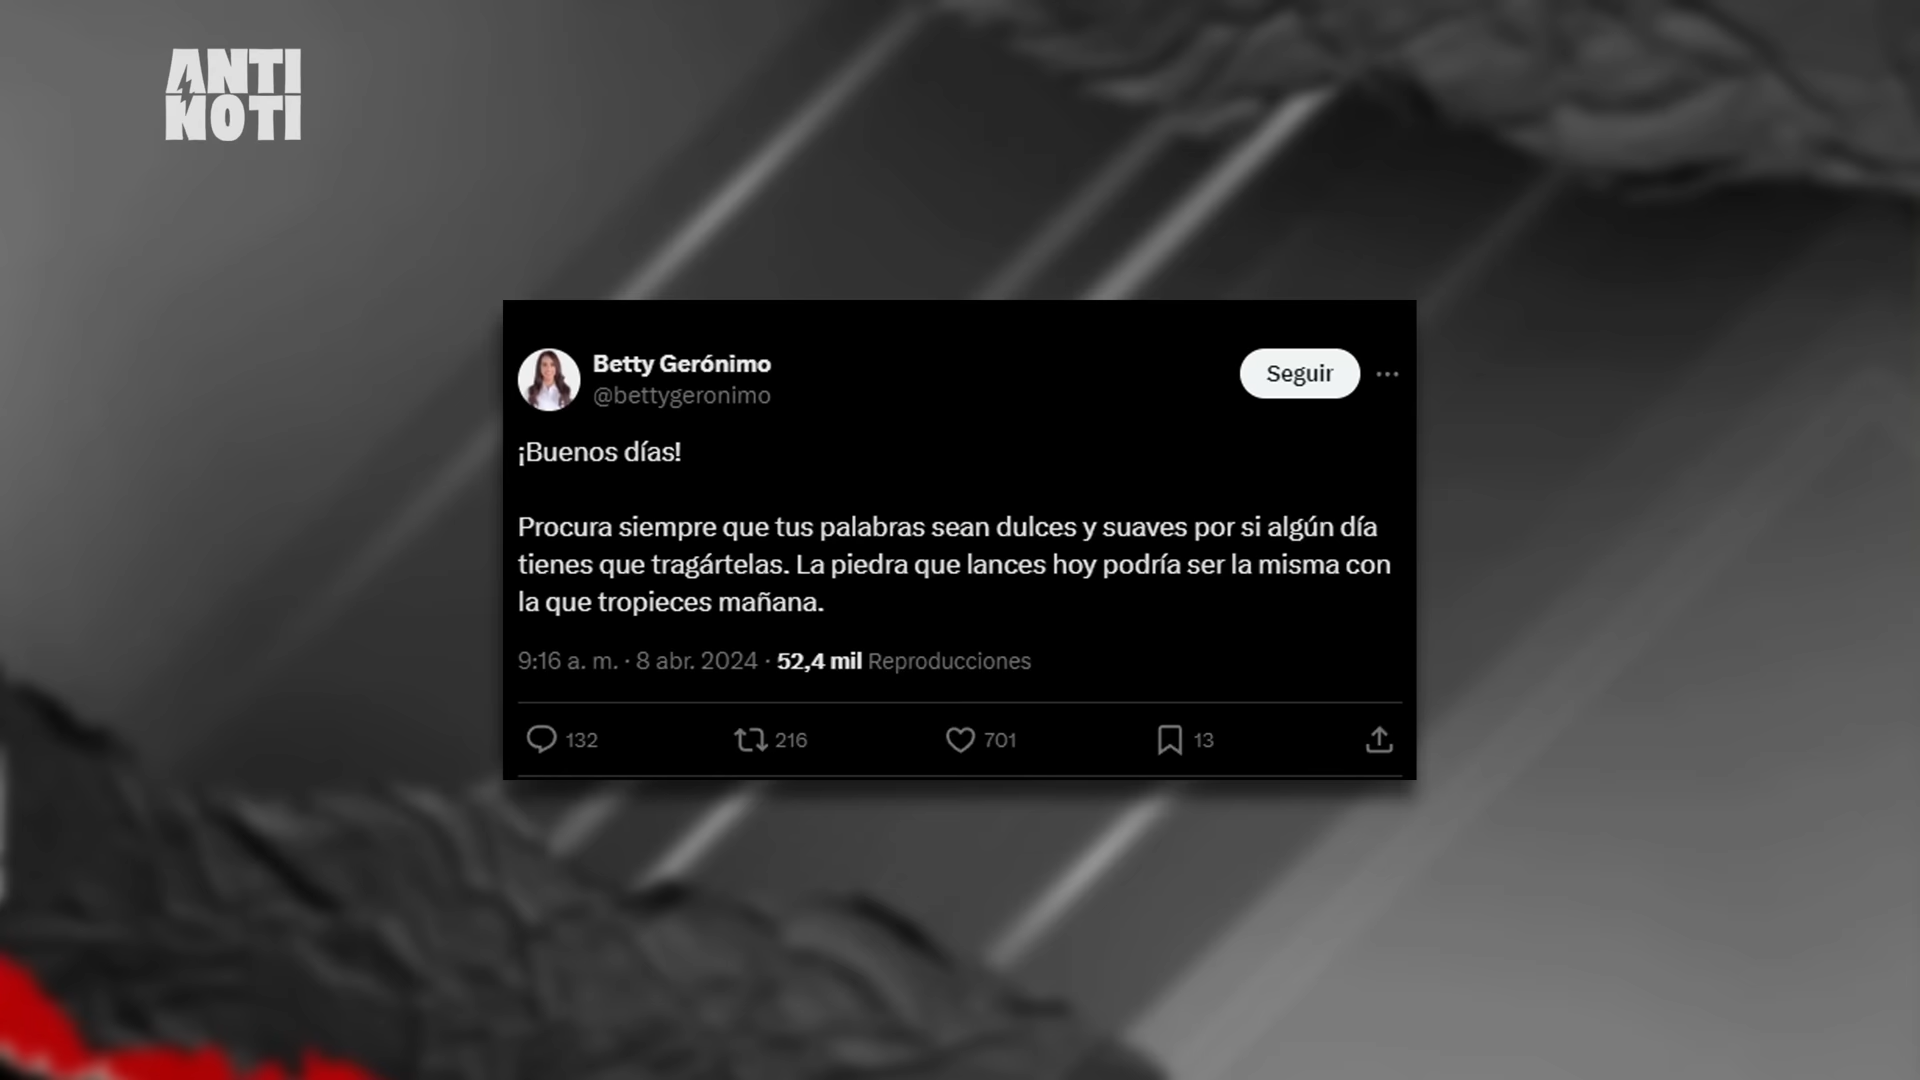 ANTI
NOTI
Betty Gerónimo
@bettygeronimo
Seguir
¡Buenos días!
Procura siempre que tus palabras sean dulces y suaves por si algún día
tienes que tragártelas. La piedra que lances hoy podría ser la misma con
la que tropieces mañana.
9:16 a. m. · 8 abr. 2024 · 52,4 mil Reproducciones
132 216 701 13